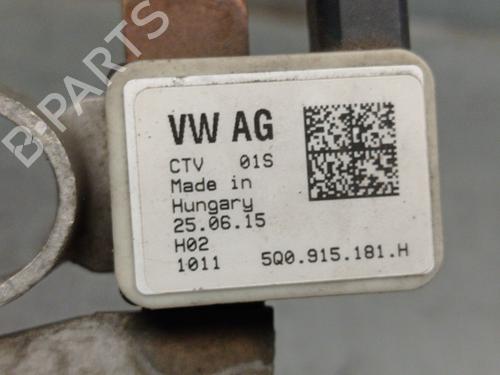 VW AG
CTV 01S
Made in
Hungary
25.06.15
H02
1011 5Q0.915.181.H
B-PARTS